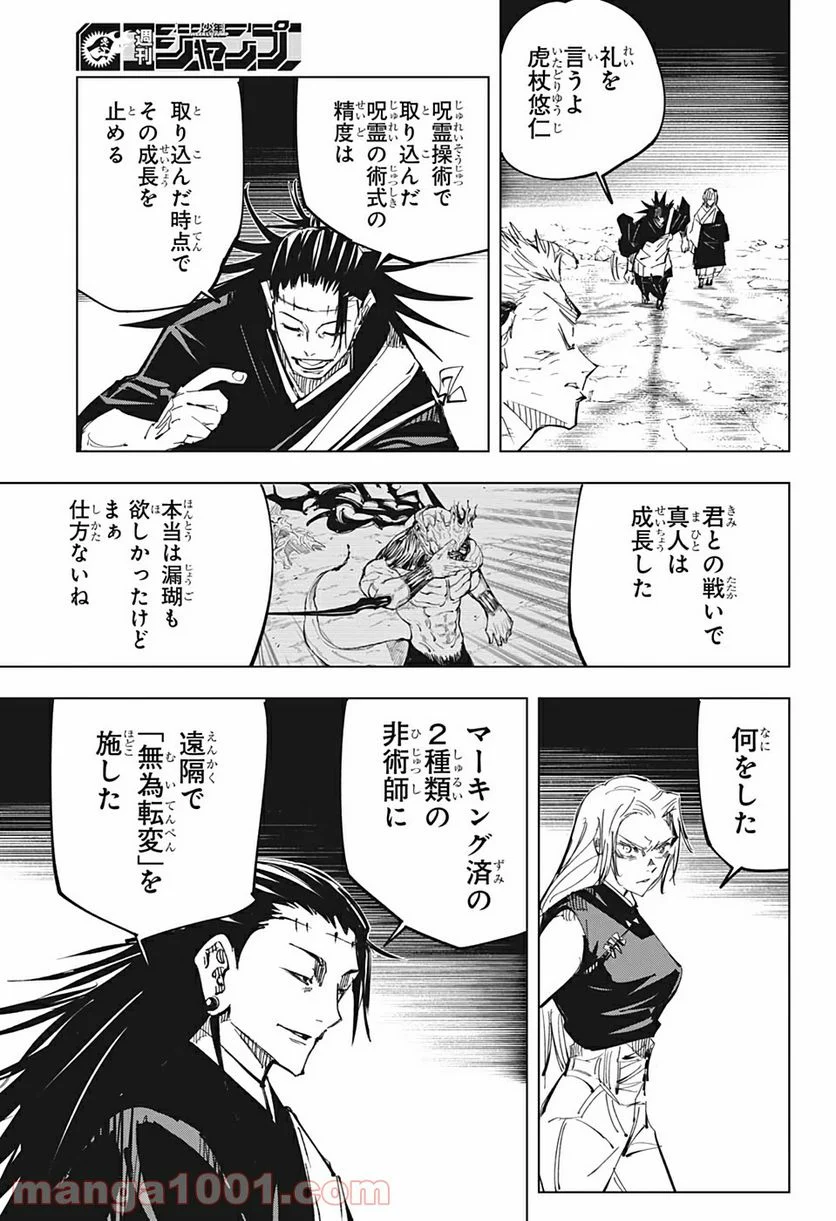 週刊少年ジャンプ
礼を
言うよ
虎杖悠仁
呪霊操術で
取り込んだ
呪霊の術式の
精度は
取り込んだ時点で
その成長を
止める
君との戦いで
真人は
成長した
本当は漏瑚も
欲しかったけど
まぁ
仕方ないね
何をした
マーキング済の
2種類の
非術師に
遠隔で
「無為転変」を
施した
manga1001.com